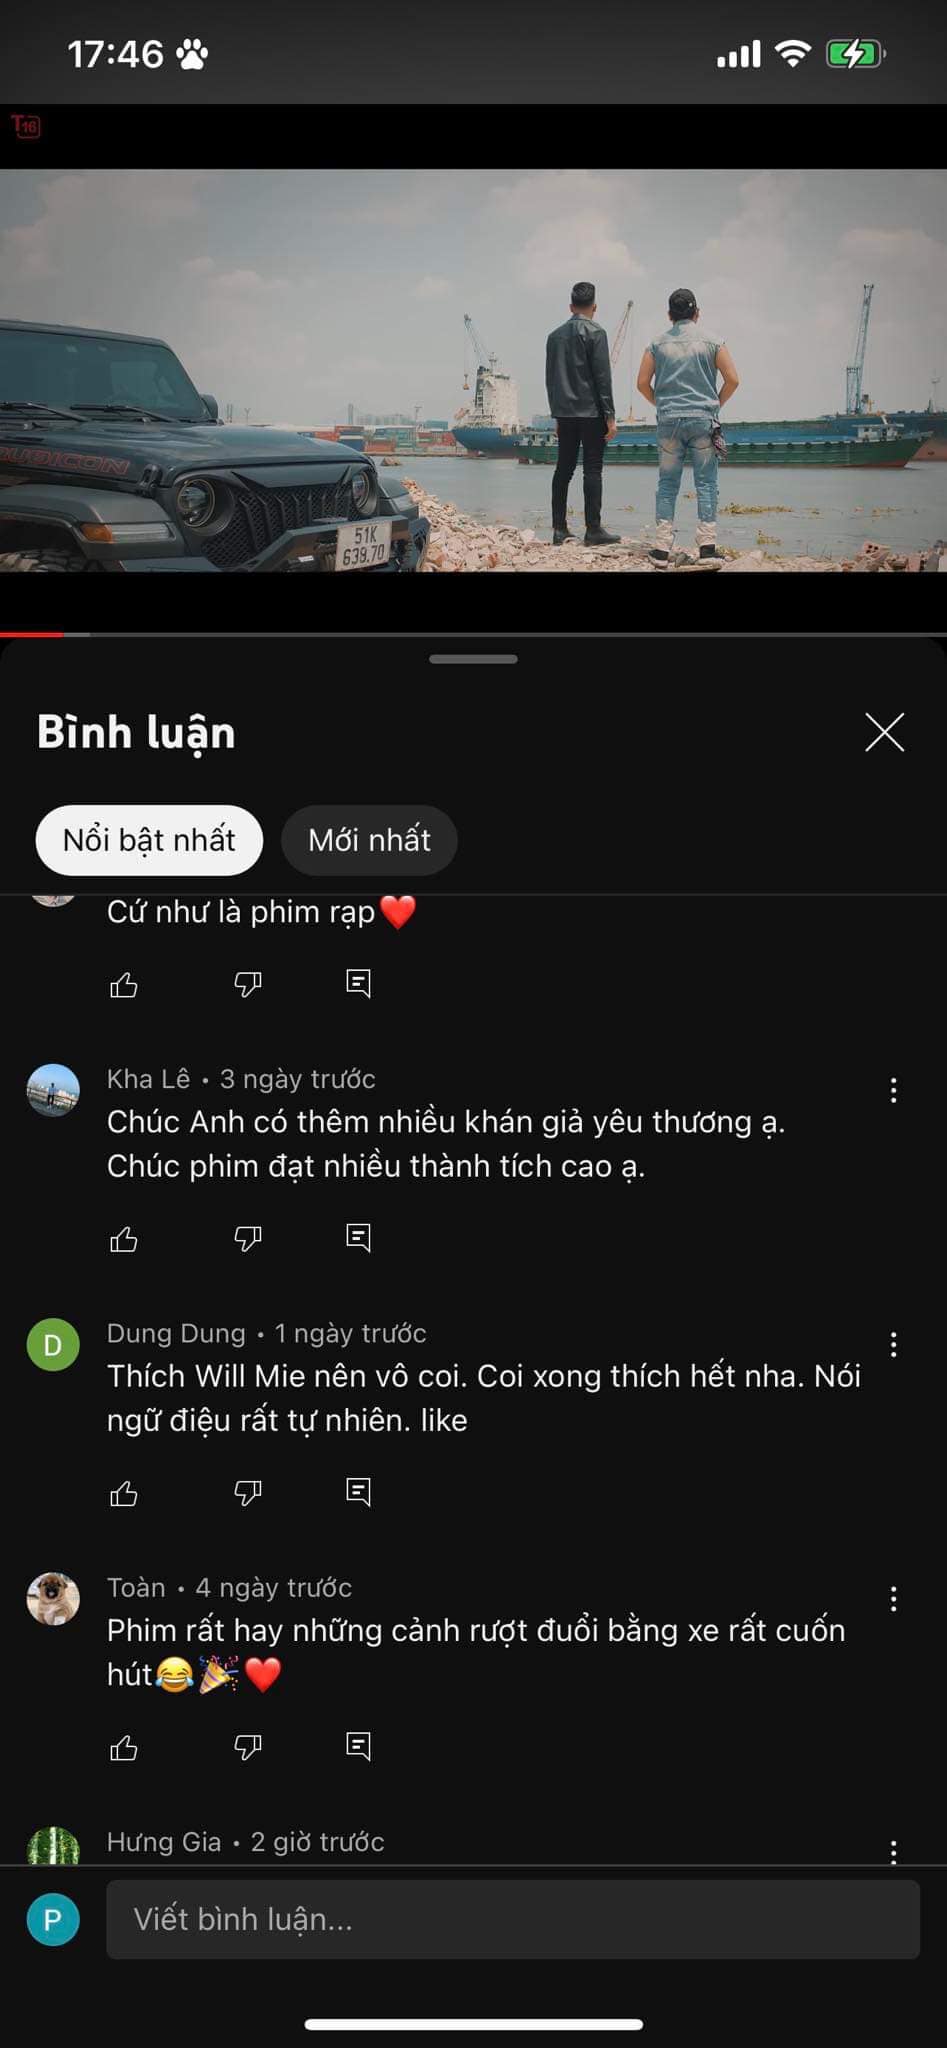 17:46
T16
RUBICON
51K
639.70
Bình luận
Nổi bật nhất
Mới nhất
Cứ như là phim rạp❤️
Kha Lê • 3 ngày trước
Chúc Anh có thêm nhiều khán giả yêu thương ạ.
Chúc phim đạt nhiều thành tích cao ạ.
D
Dung Dung • 1 ngày trước
Thích Will Mie nên vô coi. Coi xong thích hết nha. Nói
ngữ điệu rất tự nhiên. like
Toàn • 4 ngày trước
Phim rất hay những cảnh rượt đuổi bằng xe rất cuốn
hút😂🎉❤️
Hưng Gia • 2 giờ trước
P
Viết bình luận...